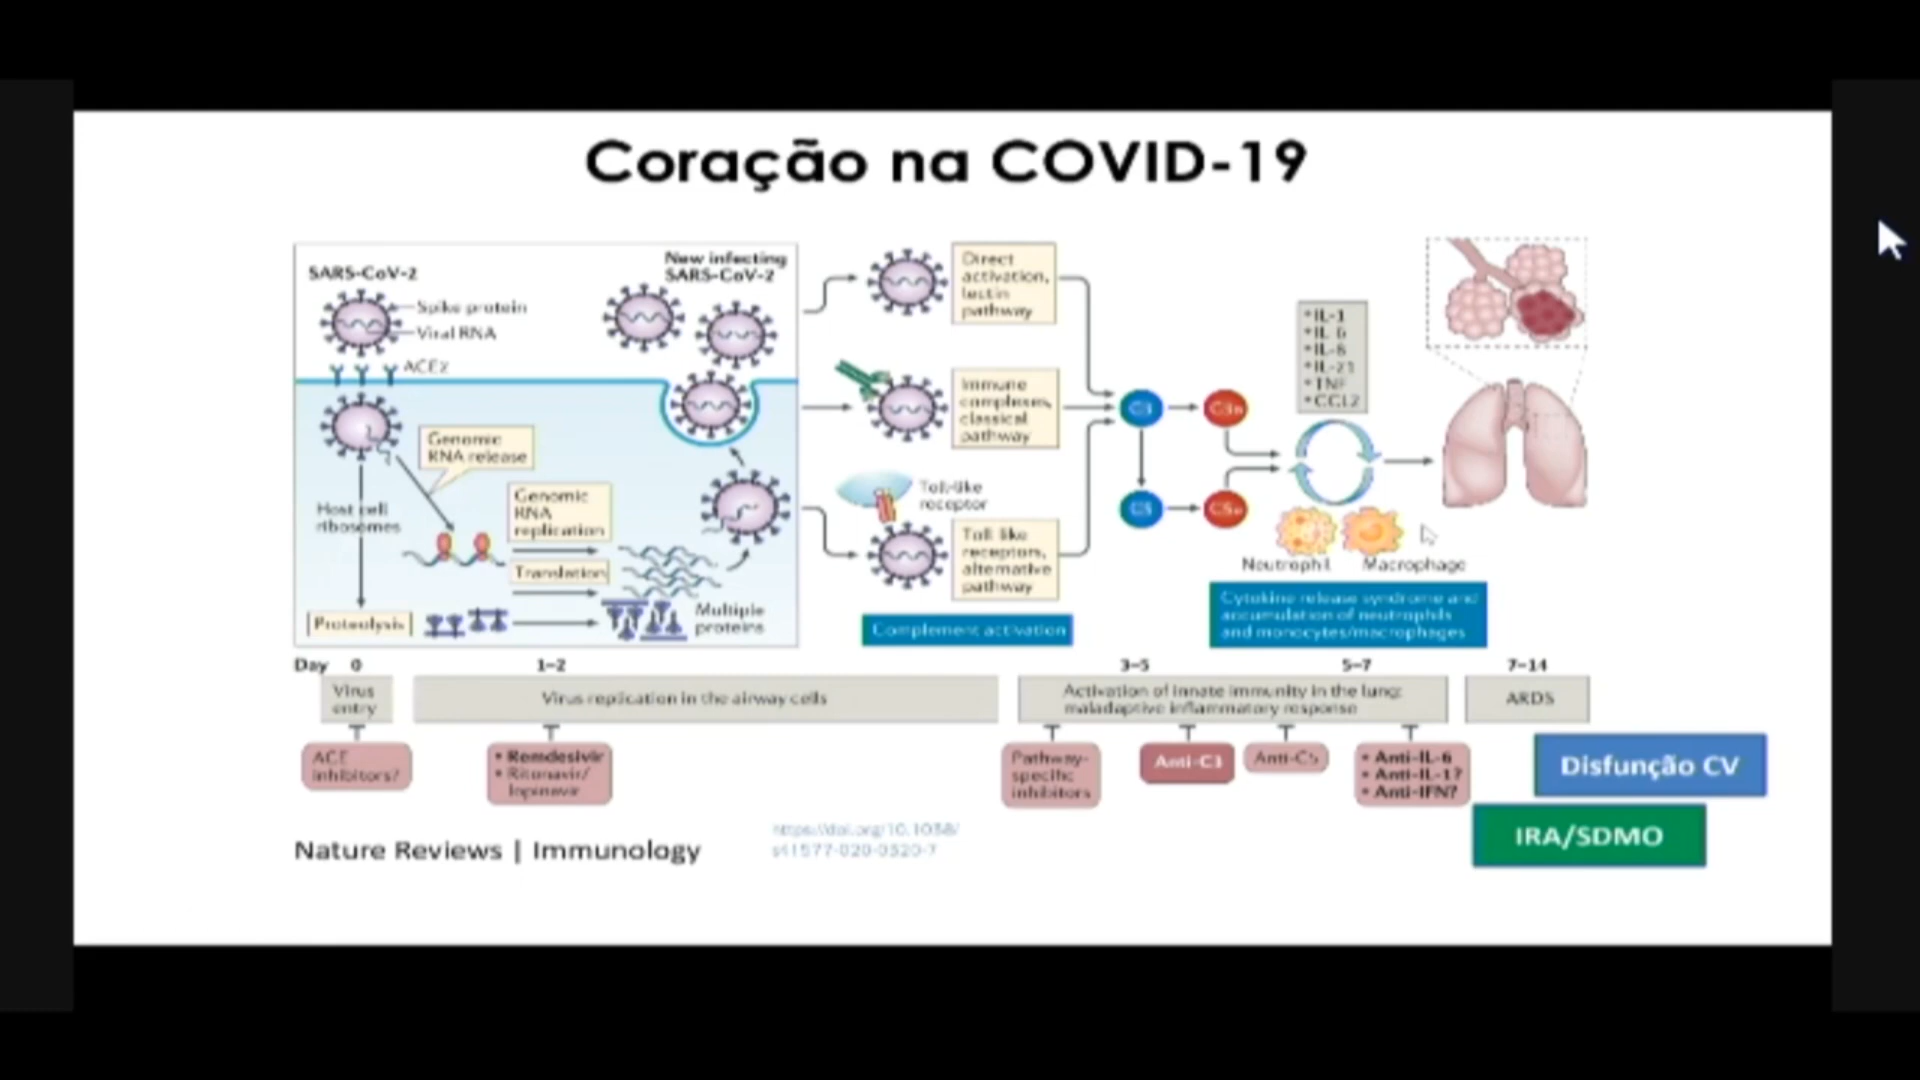 Coração na COVID-19
SARS-CoV-2
Spike protein
Viral RNA
ACE2
New infecting
SARS-CoV-2
Genomic
RNA release
Host cell
ribosomes
Genomic
RNA
replication
Translation
Proteolysis
Multiple
proteins
Direct
activation,
lectin
pathway
Immune
complexes,
classical
pathway
Toll-like
receptor
Toll-like
receptors,
alternative
pathway
Complement activation
C3
C3a
C5
C5a
• IL-1
• IL-6
• IL-8
• IL-21
• TNF
• CCL2
Neutrophil
Macrophage
Cytokine release syndrome and
accumulation of neutrophils
and monocytes/macrophages
Day 0 1–2 3–5 5–7 7–14
Virus
entry
Virus replication in the airway cells
Activation of innate immunity in the lung:
maladaptive inflammatory response
ARDS
ACE
inhibitors?
• Remdesivir
• Ritonavir/
lopinavir
Pathway-
specific
inhibitors
Anti-C3
Anti-C5
• Anti-IL-6
• Anti-IL-1?
• Anti-IFN?
Disfunção CV
IRA/SDMO
Nature Reviews | Immunology
https://doi.org/10.1038/
s41577-020-0320-7